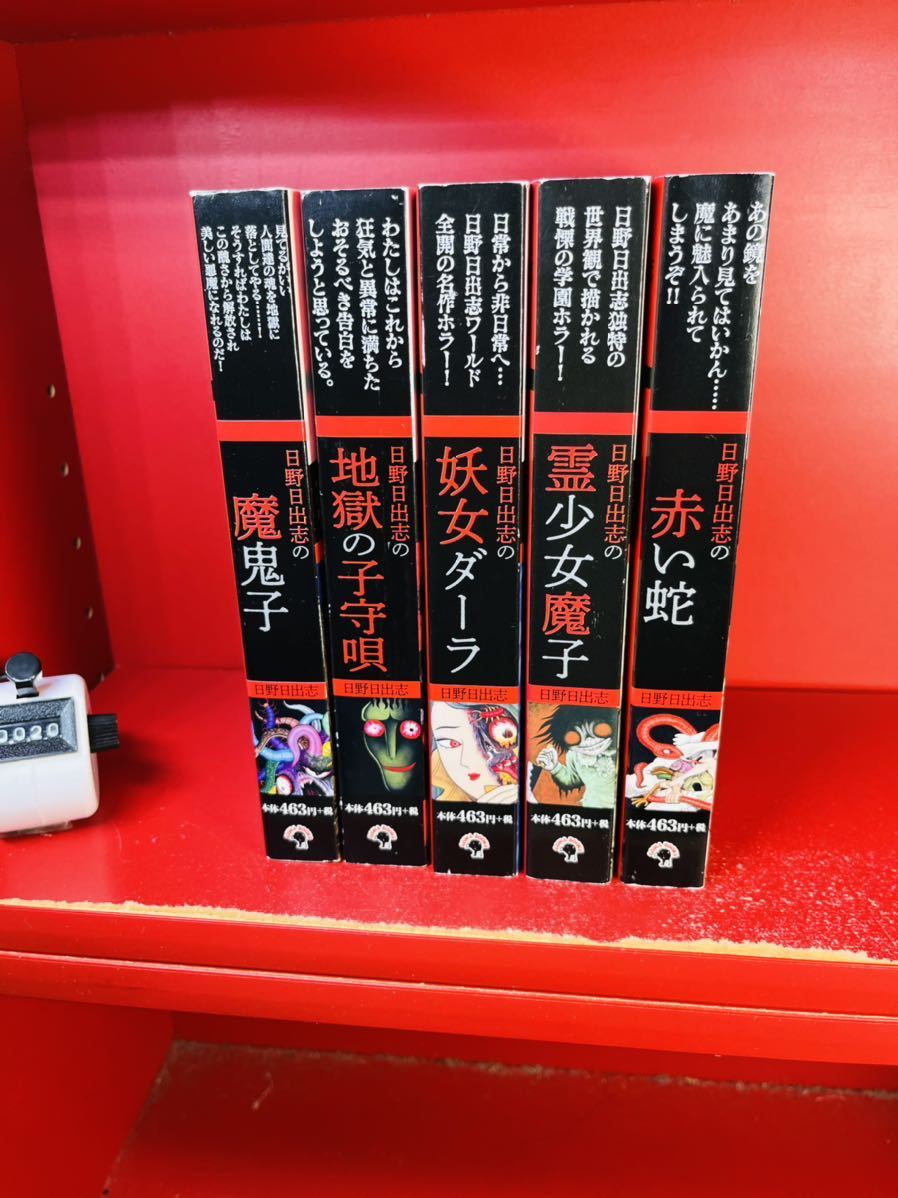 見てるがいい
人面達の魂を地獄に
落としてやる………!
そうすればわたしは
この醜さから解放され
美しい悪魔になれるのだ!
日野日出志の
魔鬼子
日野日出志
本体463円+税
わたしはこれから
狂気と異常に満ちた
おそるべき告白を
しようと思っている。
日野日出志の
地獄の子守唄
日野日出志
本体463円+税
日常から非日常へ…
日野日出志ワールド
全開の名作ホラー!
日野日出志の
妖女ダーラ
日野日出志
本体463円+税
日野日出志独特の
世界観で描かれる
戦慄の学園ホラー!
日野日出志の
霊少女魔子
日野日出志
本体463円+税
あの鏡を
あまり見てはいかん……
魔に魅入られて
しまうぞ!!
日野日出志の
赤い蛇
日野日出志
本体463円+税